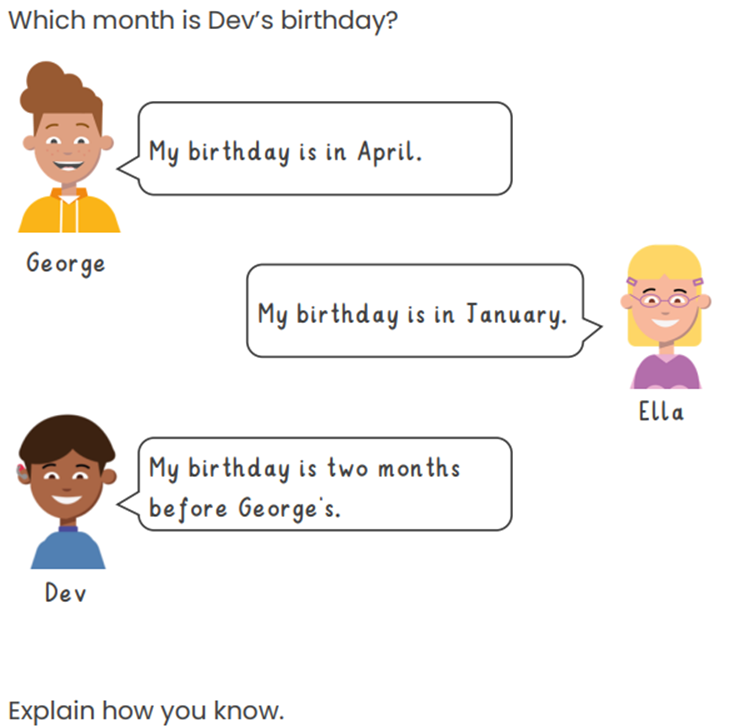 Which month is Dev’s birthday?
My birthday is in April.
George
My birthday is in January.
Ella
My birthday is two months
before George's.
Dev
Explain how you know.